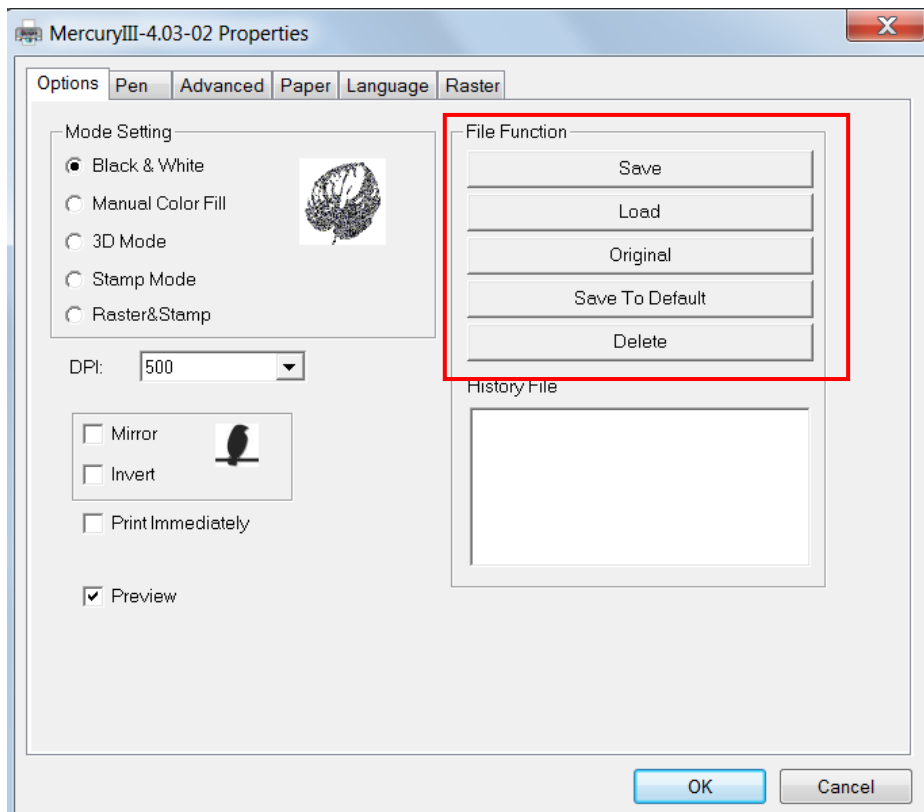 MercuryIII-4.03-02 Properties
Options Pen Advanced Paper Language Raster
Mode Setting
Black & White
Manual Color Fill
3D Mode
Stamp Mode
Raster&Stamp
DPI: 500
Mirror
Invert
Print Immediately
Preview
File Function
Save
Load
Original
Save To Default
Delete
History File
OK Cancel